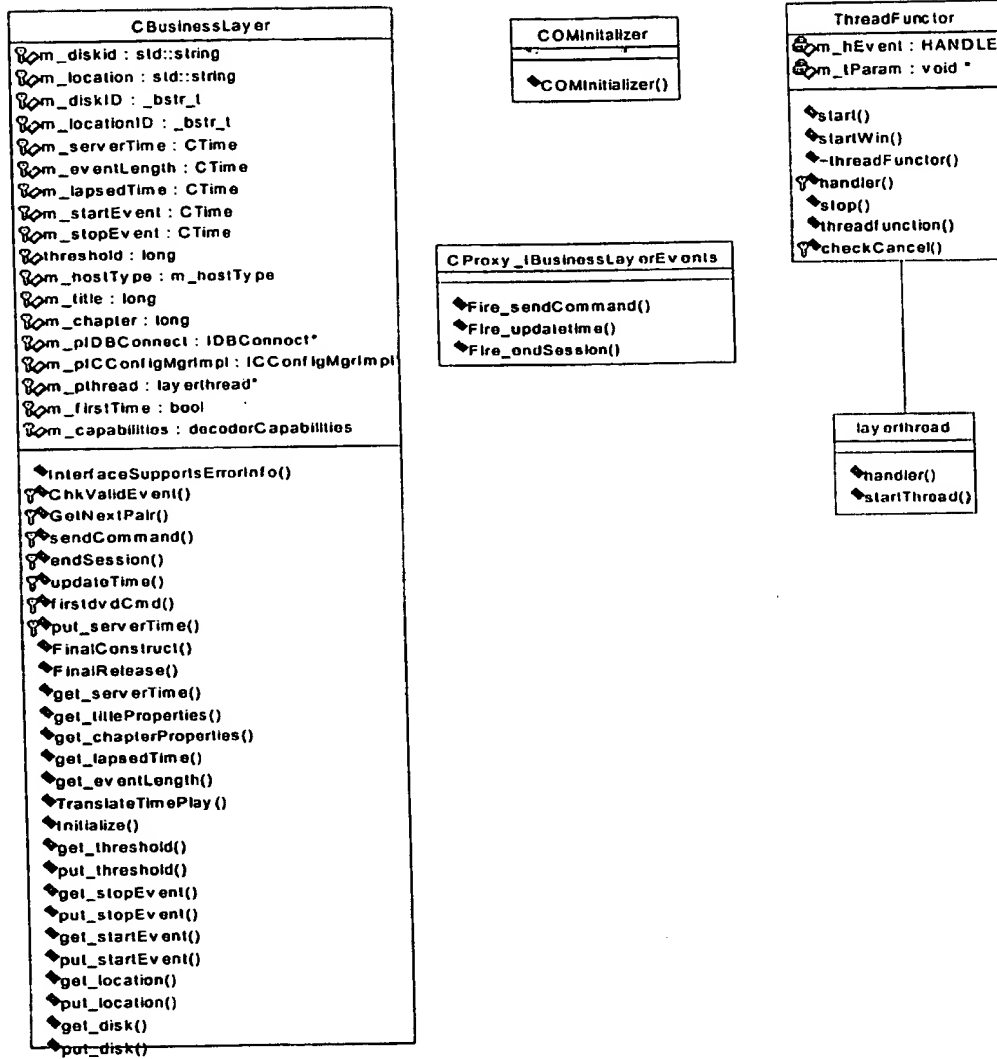 CBusinessLayer
m_diskid : std::string
m_location : std::string
m_diskID : _bstr_t
m_locationID : _bstr_t
m_serverTime : CTime
m_eventLength : CTime
m_lapsedTime : CTime
m_startEvent : CTime
m_stopEvent : CTime
threshold : long
m_hostType : m_hostType
m_title : long
m_chapter : long
m_pIDBConnect : IDBConnect*
m_pICConfigMgrImpl : ICConfigMgrImpl*
m_pthread : layerthread*
m_firstTime : bool
m_capabilities : decoderCapabilities
InterfaceSupportsErrorInfo()
ChkValidEvent()
GetNextPair()
sendCommand()
endSession()
updateTime()
firstdvdCmd()
put_serverTime()
FinalConstruct()
FinalRelease()
get_serverTime()
get_titleProperties()
get_chapterProperties()
get_lapsedTime()
get_eventLength()
TranslateTimePlay()
Initialize()
get_threshold()
put_threshold()
get_stopEvent()
put_stopEvent()
get_startEvent()
put_startEvent()
get_location()
put_location()
get_disk()
put_disk()
COMInitalizer
COMInitializer()
CProxy_IBusinessLayerEvents
Fire_sendCommand()
Fire_updatetime()
Fire_endSession()
ThreadFunctor
m_hEvent : HANDLE
m_tParam : void *
start()
startWin()
~threadFunctor()
handler()
stop()
threadfunction()
checkCancel()
layerthread
handler()
startThread()